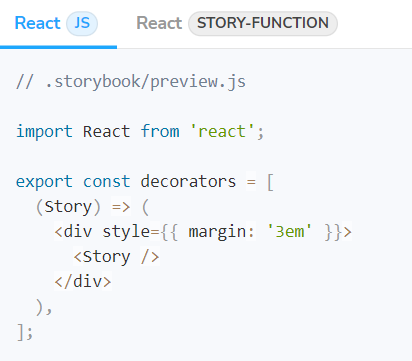 React JS React STORY-FUNCTION
// .storybook/preview.js
import React from 'react';
export const decorators = [
  (Story) => (
    <div style={{ margin: '3em' }}>
      <Story />
    </div>
  ),
];